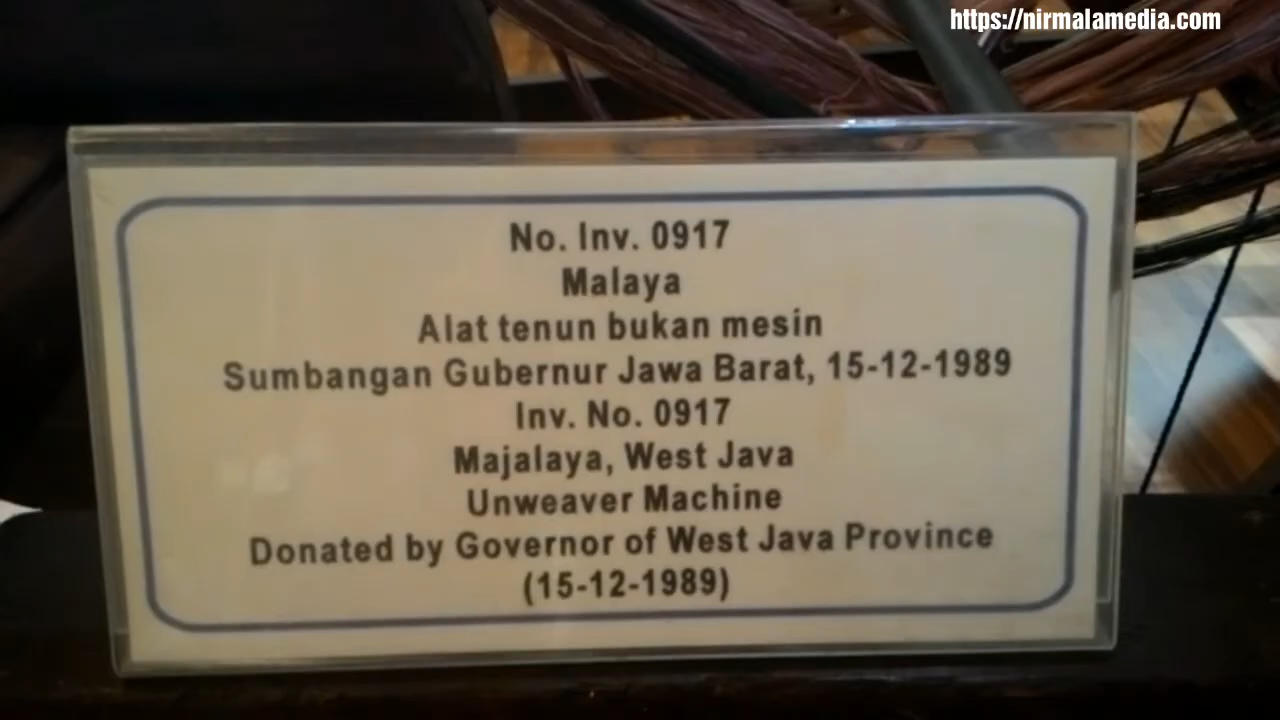 https://nirmalamedia.com
No. Inv. 0917
Malaya
Alat tenun bukan mesin
Sumbangan Gubernur Jawa Barat, 15-12-1989
Inv. No. 0917
Majalaya, West Java
Unweaver Machine
Donated by Governor of West Java Province
(15-12-1989)